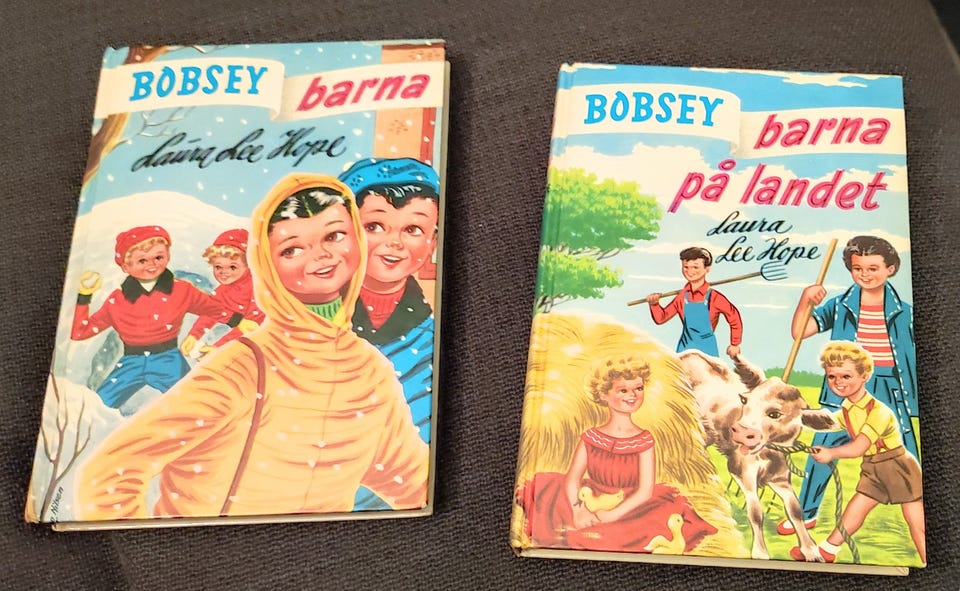 BOBSEY
barna
Laura Lee Hope
BOBSEY
barna
på landet
Laura
Lee Hope